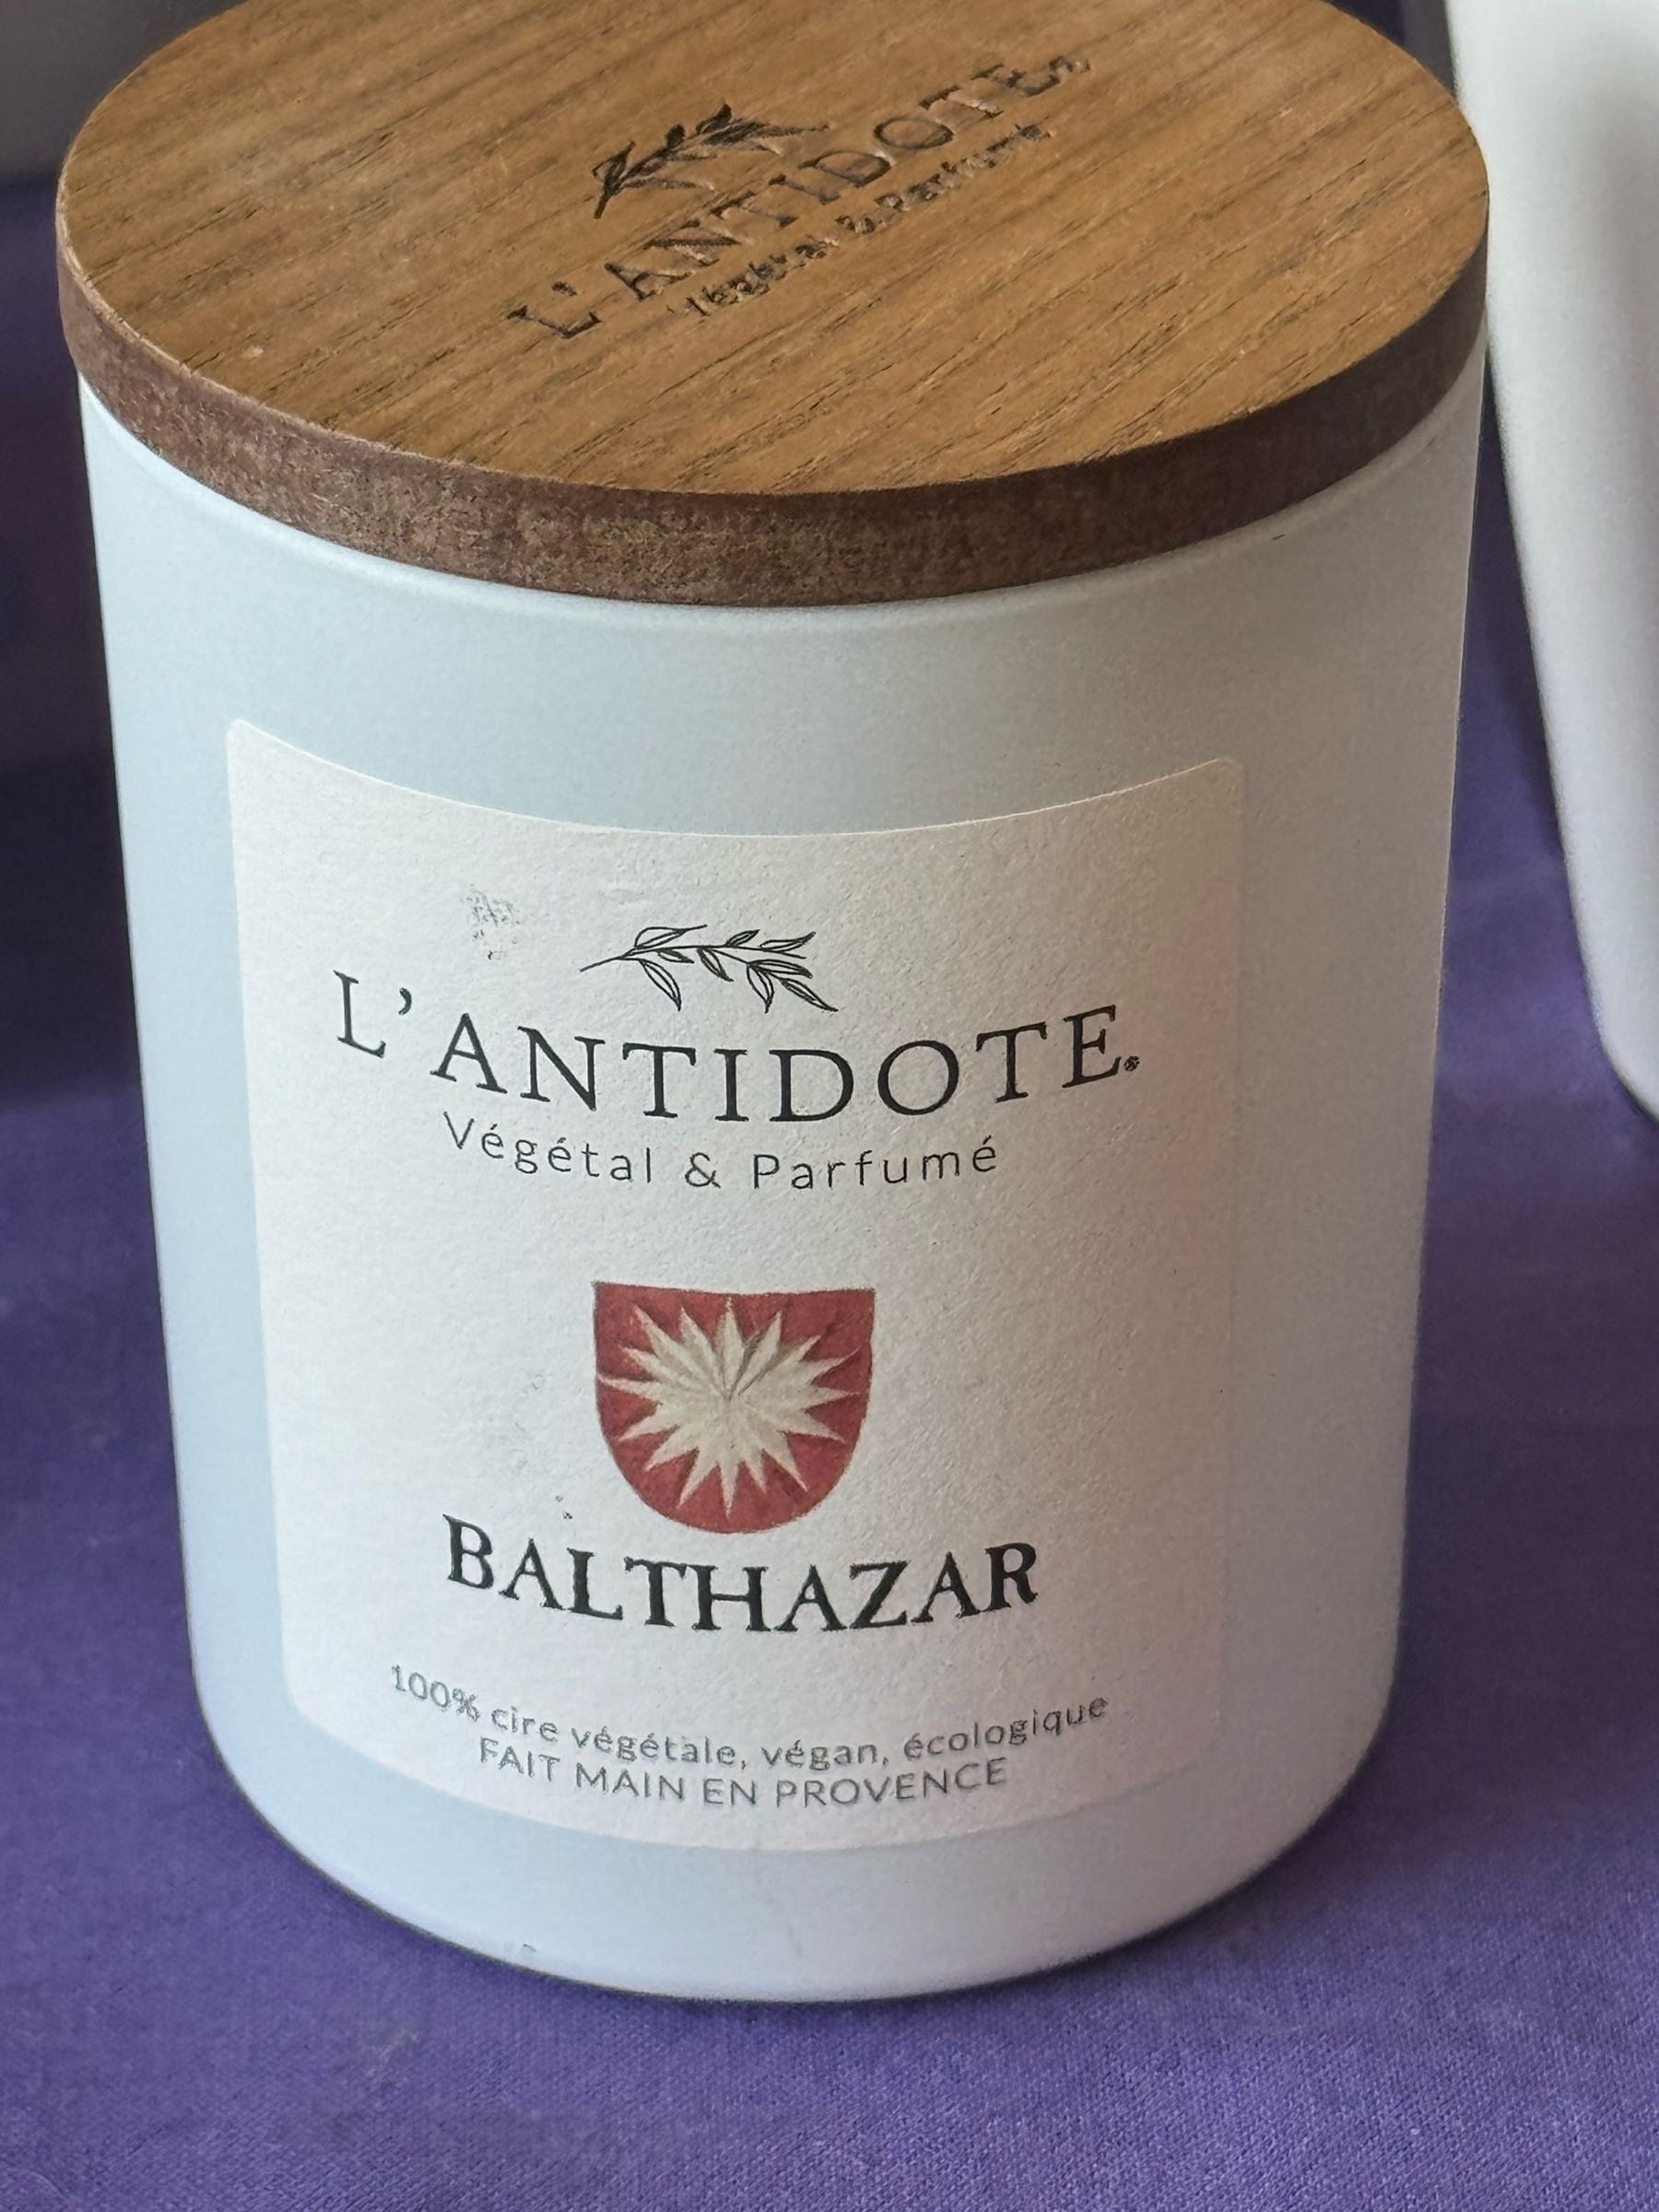 L'ANTIDOTE®
Végétal & Parfumé
L'ANTIDOTE®
Végétal & Parfumé
BALTHAZAR
100% cire végétale, végan, écologique
FAIT MAIN EN PROVENCE